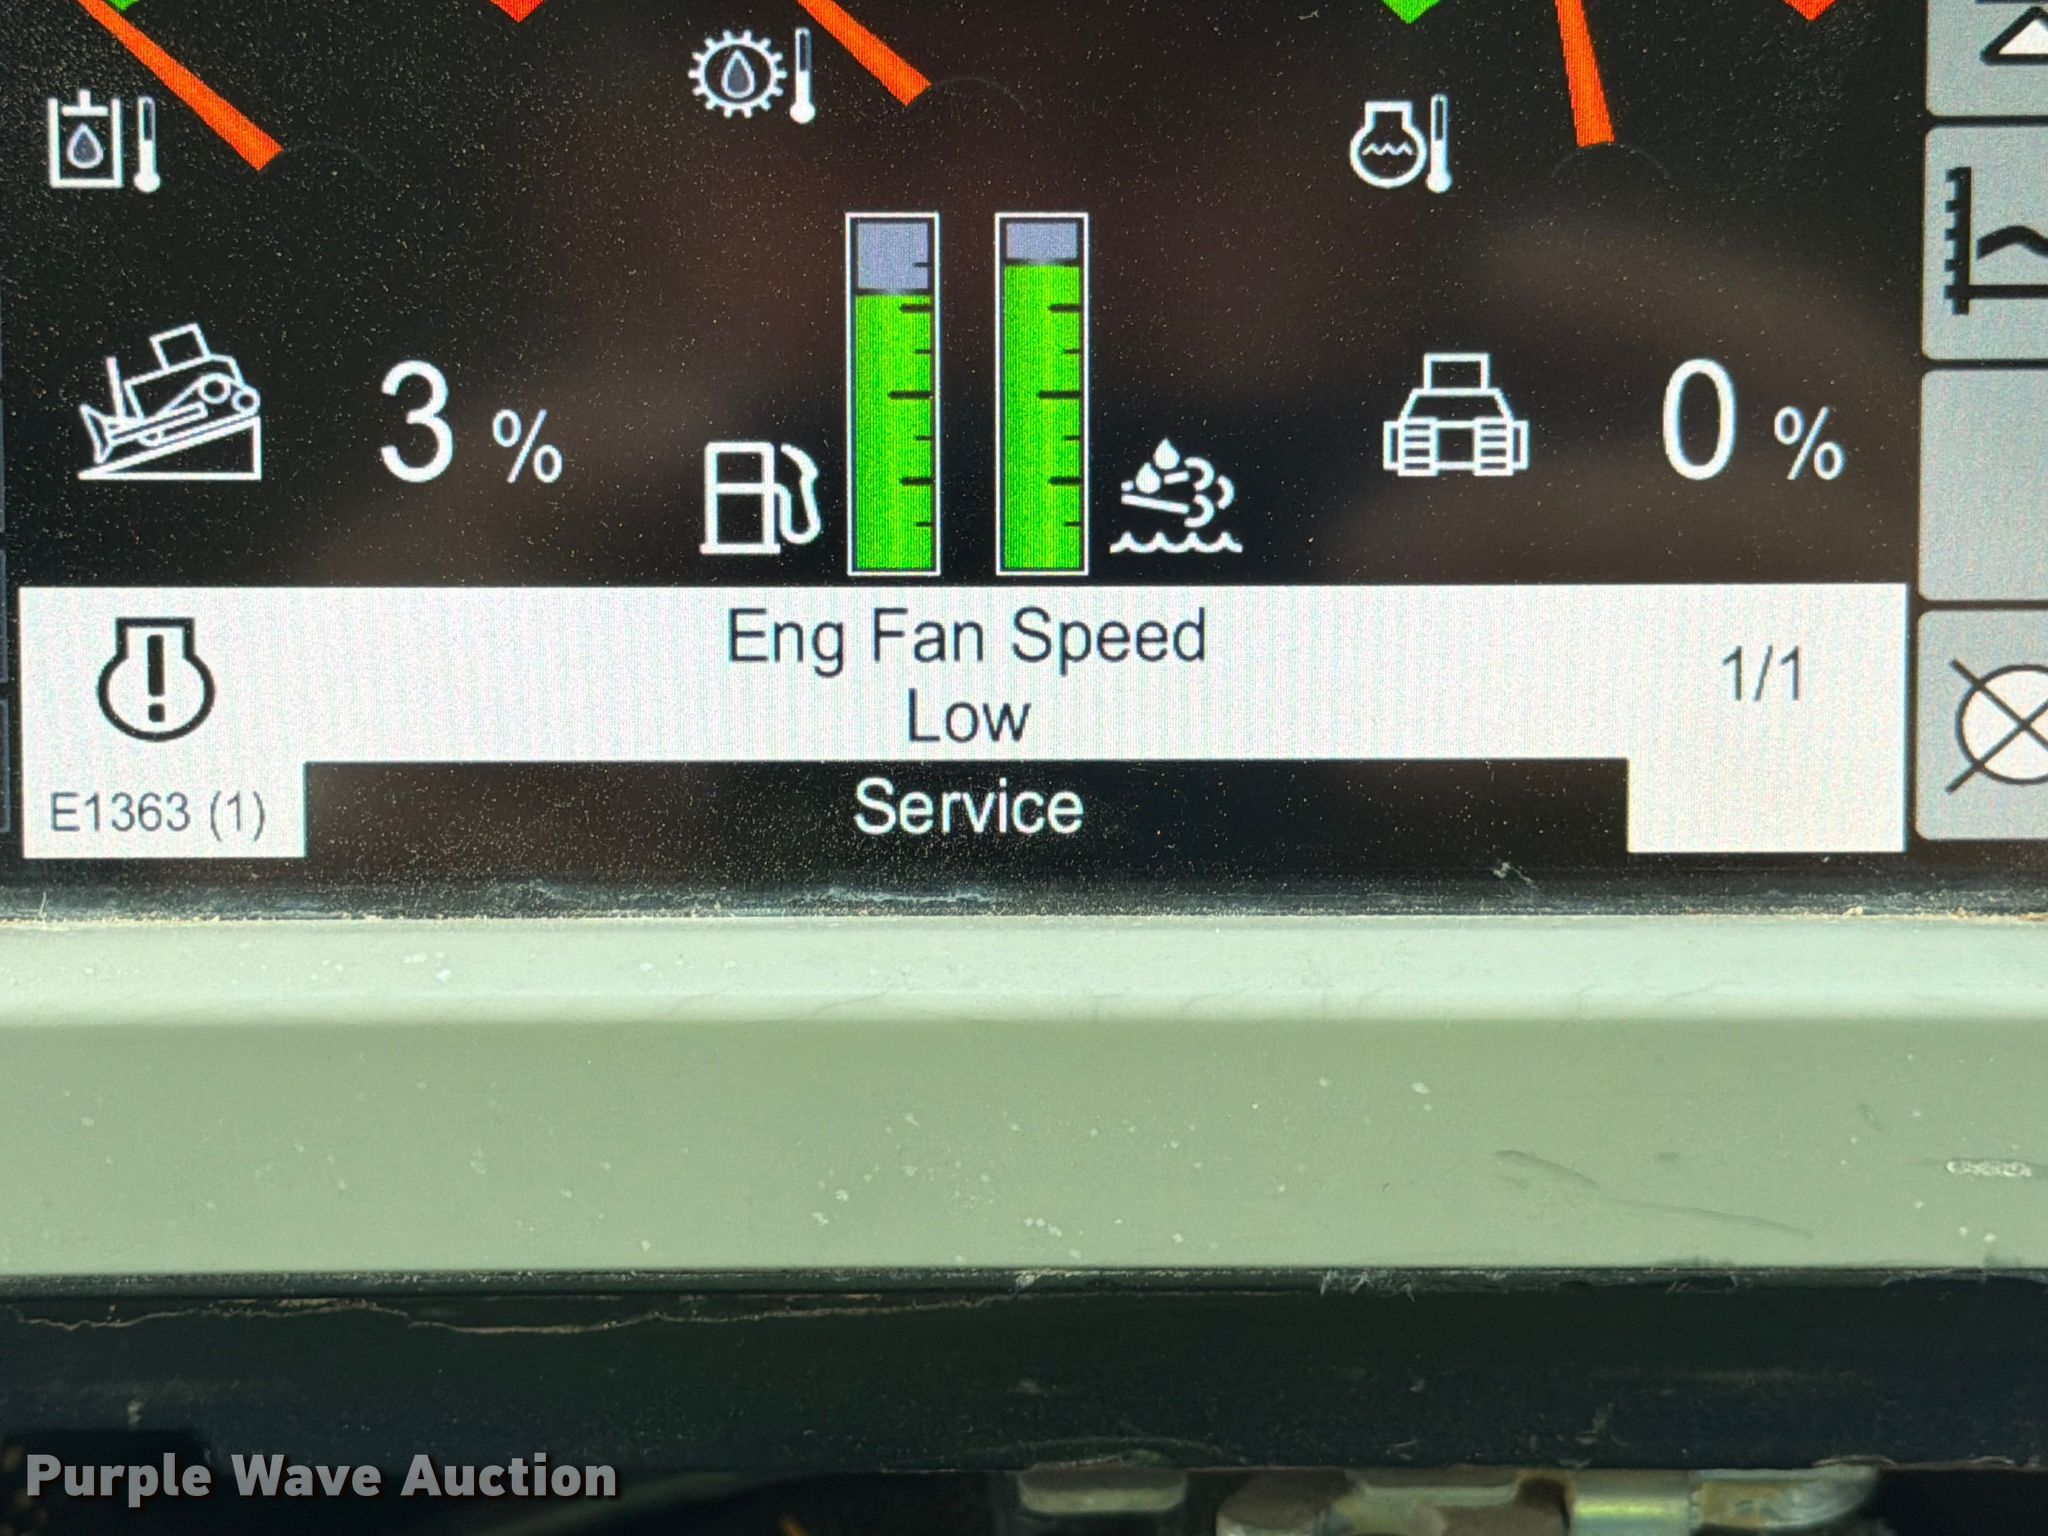 3 %
0 %
Eng Fan Speed
Low
1/1
E1363 (1)
Service
Purple Wave Auction